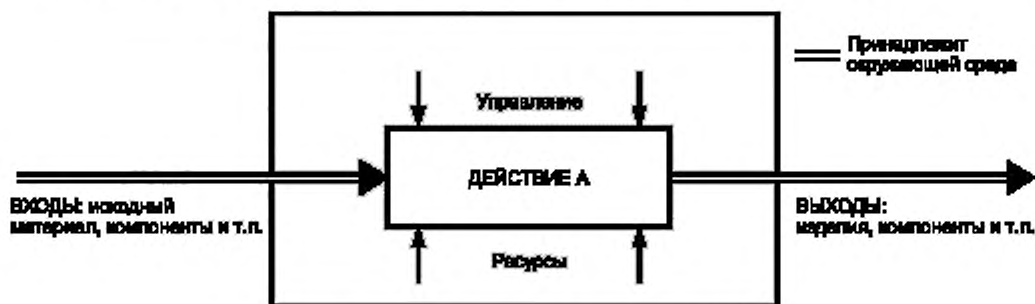 Принадлежит
окружающей среде
Управление
ДЕЙСТВИЕ А
ВХОДЫ: исходный
материал, компоненты и т.п.
ВЫХОДЫ:
изделия, компоненты и т.п.
Ресурсы